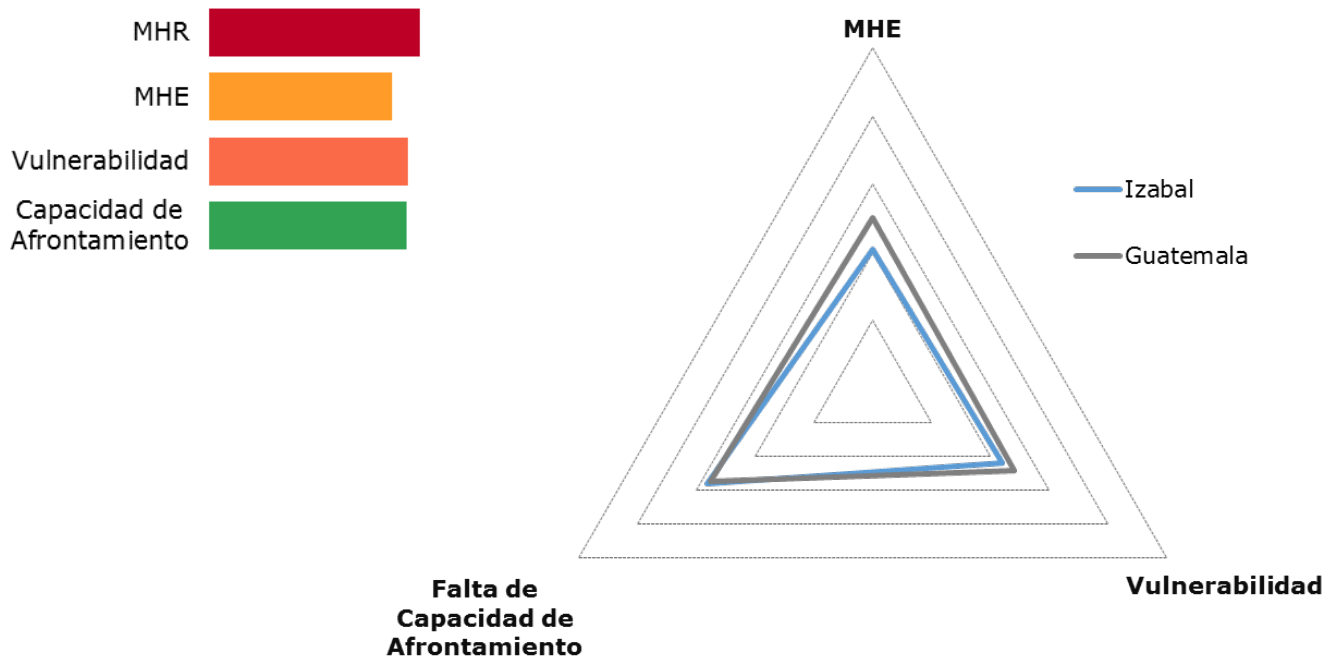 MHR
MHE
Vulnerabilidad
Capacidad de
Afrontamiento
MHE
Izabal
Guatemala
Falta de
Capacidad de
Afrontamiento
Vulnerabilidad